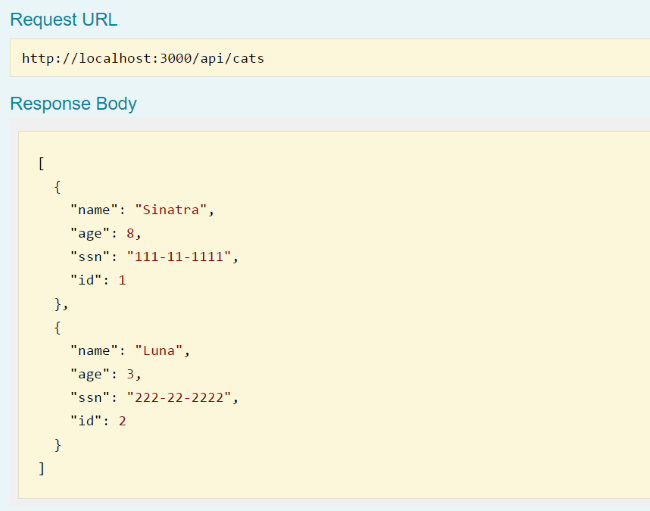 Request URL
http://localhost:3000/api/cats
Response Body
[
  {
    "name": "Sinatra",
    "age": 8,
    "ssn": "111-11-1111",
    "id": 1
  },
  {
    "name": "Luna",
    "age": 3,
    "ssn": "222-22-2222",
    "id": 2
  }
]